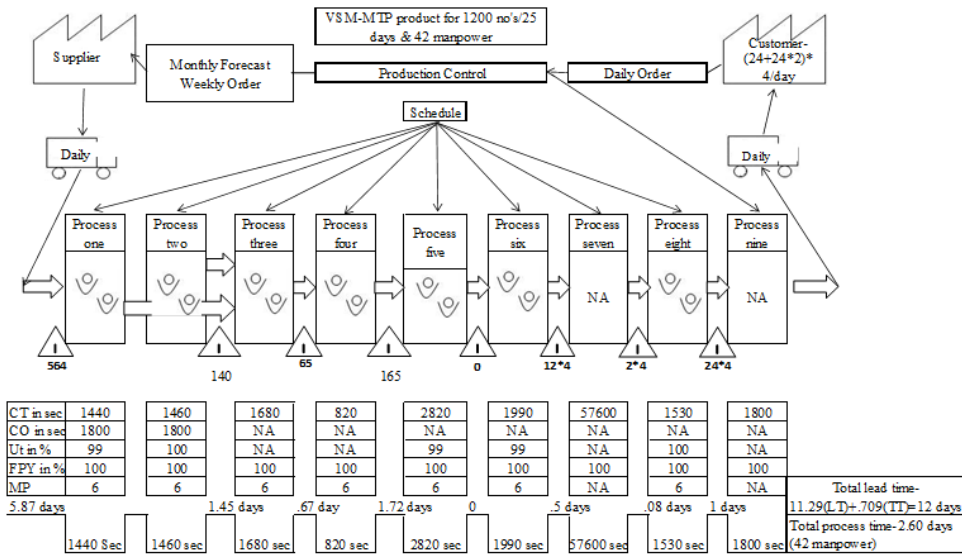 VSM-MTP product for 1200 no's/25
days & 42 manpower
Supplier
Monthly Forecast
Weekly Order
Production Control
Daily Order
Customer-
(24+24*2)*
4/day
Schedule
Daily
Daily
Process
one
Process
two
Process
three
Process
four
Process
five
Process
six
Process
seven
Process
eight
Process
nine
NA
NA
I
I
I
I
I
I
I
I
564
140
65
165
0
12*4
2*4
24*4
CT in sec 1440 1460 1680 820 2820 1990 57600 1530 1800
CO in sec 1800 1800 NA NA NA NA NA NA NA
Ut in % 99 100 NA NA 99 99 NA 100 NA
FPY in % 100 100 100 100 100 100 100 100 100
MP 6 6 6 6 6 6 NA 6 NA
5.87 days 1.45 days .67 day 1.72 days 0 .5 days .08 days 1 days
1440 Sec 1460 sec 1680 sec 820 sec 2820 sec 1990 sec 57600 sec 1530 sec 1800 sec
Total lead time-
11.29(LT)+.709(TT)=12 days
Total process time-2.60 days
(42 manpower)